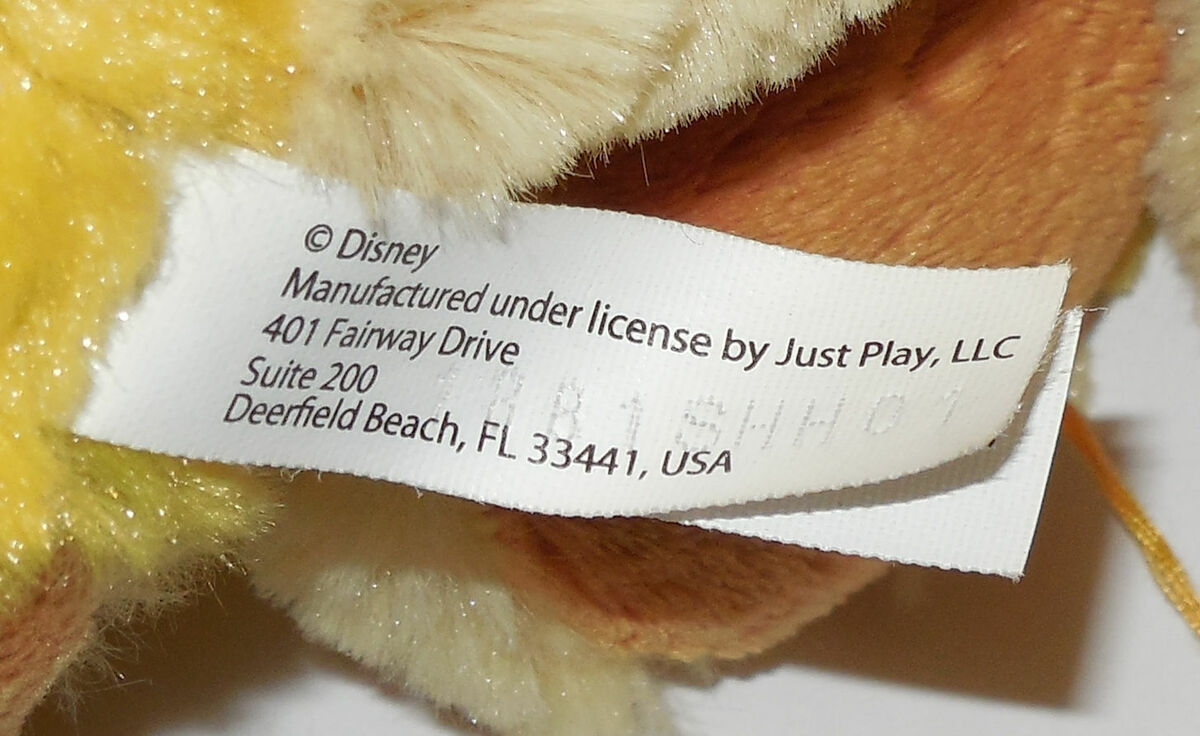 © Disney
Manufactured under license by Just Play, LLC
401 Fairway Drive
Suite 200
Deerfield Beach, FL 33441, USA